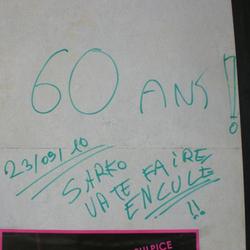 60 ANS !
23/09/10
SARKO
VA TE FAIRE
ENCULE
!!